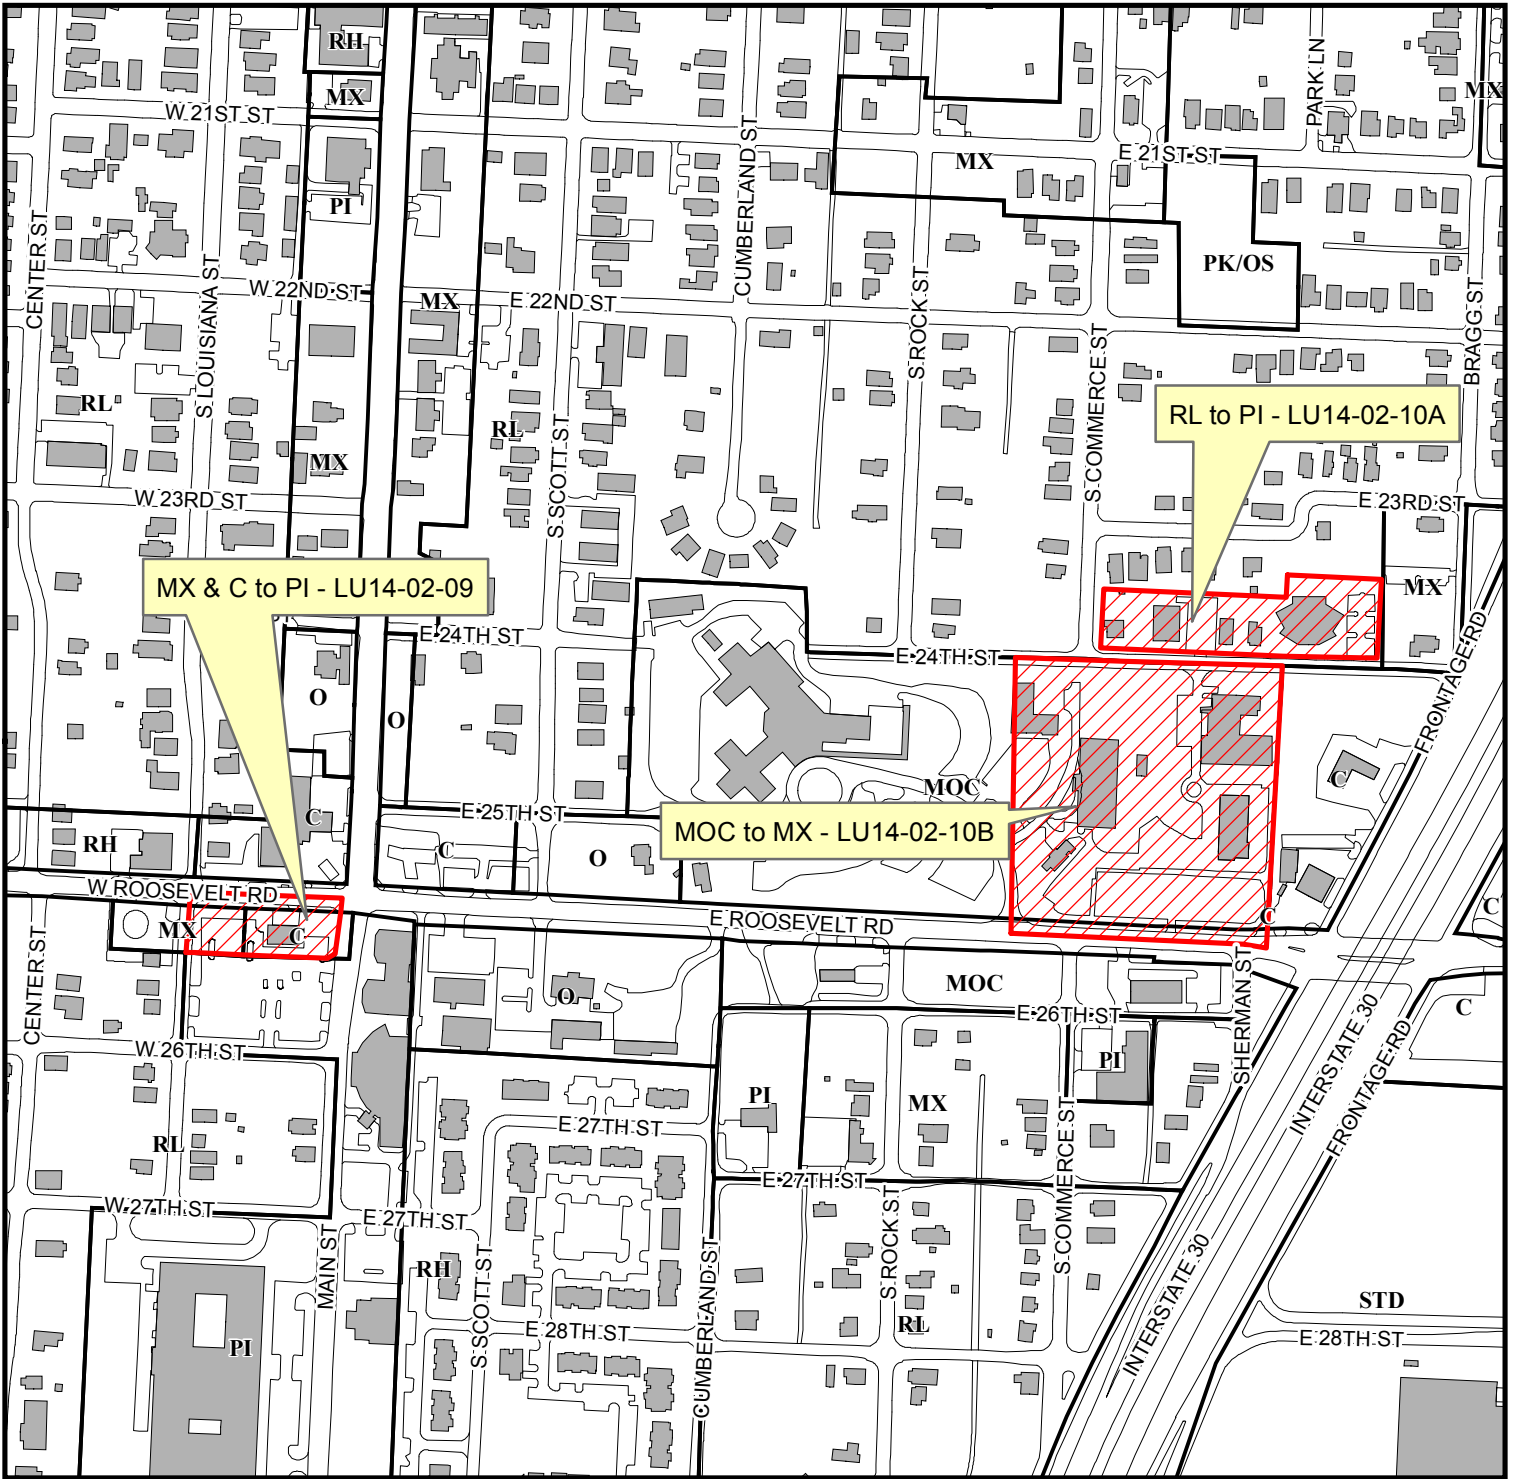 RH
MX
MX
W 21ST ST
PARK LN
CUMBERLAND ST
MX
E 21ST ST
PI
CENTER ST
S LOUISIANA ST
W 22ND ST
MX
E 22ND ST
S ROCK ST
PK/OS
BRAGG ST
S COMMERCE ST
RL
RL
RL to PI - LU14-02-10A
MX
S SCOTT ST
W 23RD ST
E 23RD ST
MX & C to PI - LU14-02-09
MX
E 24TH ST
E 24TH ST
FRONTAGE RD
O
O
C
MOC
E 25TH ST
MOC to MX - LU14-02-10B
C
RH
C
O
W ROOSEVELT RD
E ROOSEVELT RD
C
C
MX
C
CENTER ST
MOC
O
SHERMAN ST
E 26TH ST
INTERSTATE 30
C
W 26TH ST
PI
FRONTAGE RD
PI
MX
E 27TH ST
RL
S COMMERCE ST
E 27TH ST
W 27TH ST
E 27TH ST
MAIN ST
S SCOTT ST
CUMBERLAND ST
S ROCK ST
RH
INTERSTATE 30
STD
E 28TH ST
RL
E 28TH ST
PI